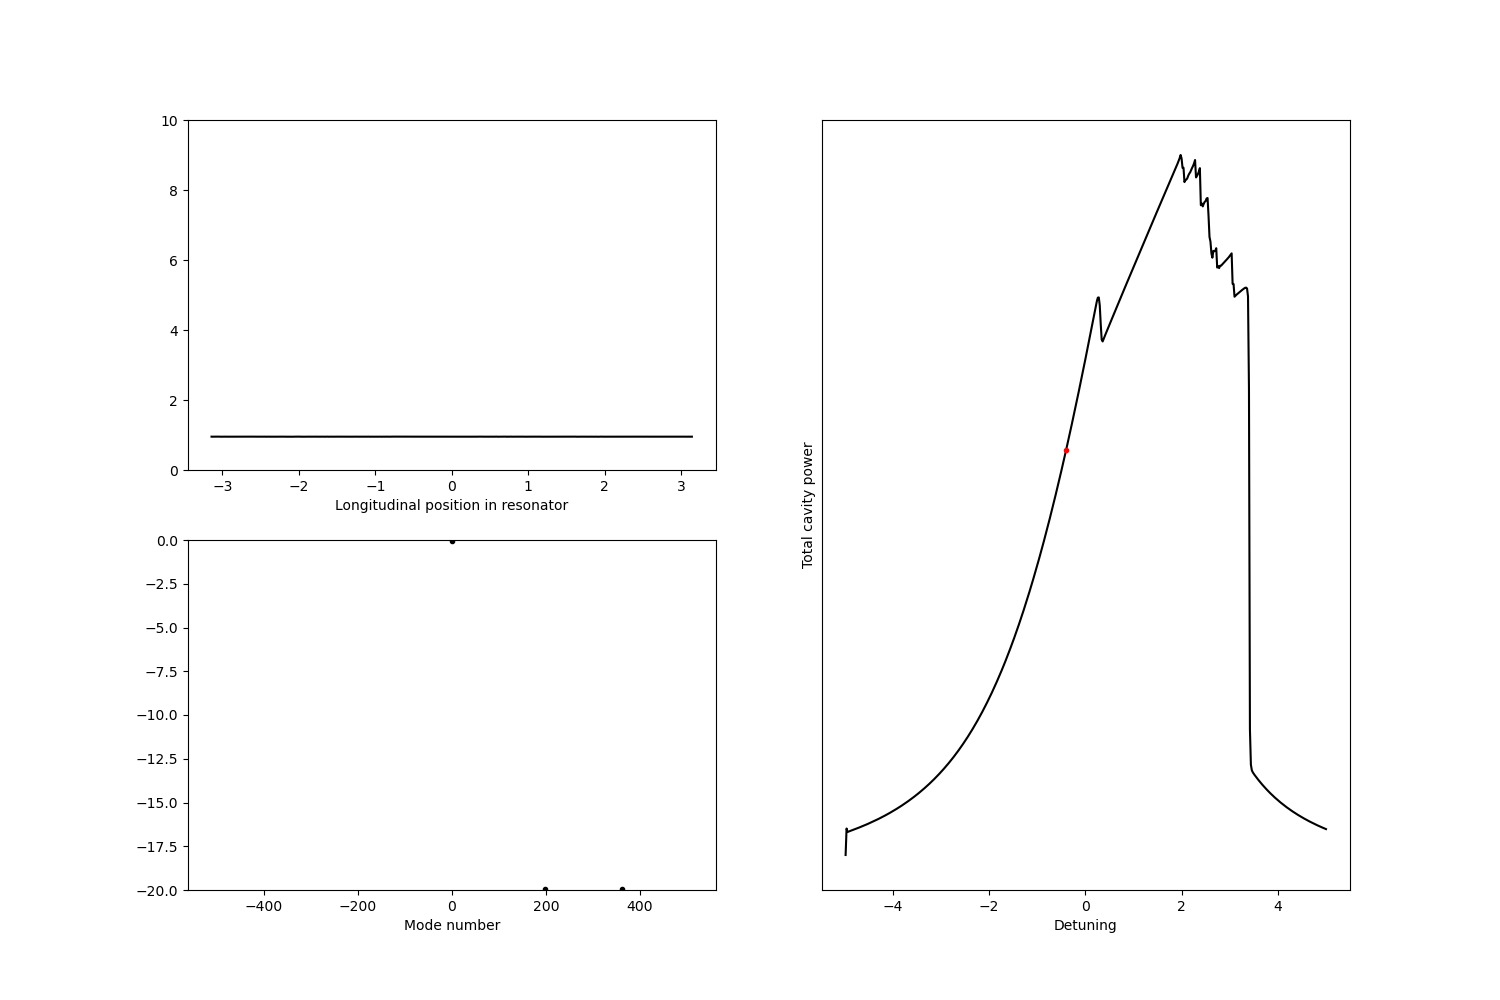 10
8
6
4
2
0
−3 −2 −1 0 1 2 3
Longitudinal position in resonator
0.0
−2.5
−5.0
−7.5
−10.0
−12.5
−15.0
−17.5
−20.0
−400 −200 0 200 400
Mode number
Total cavity power
−4 −2 0 2 4
Detuning